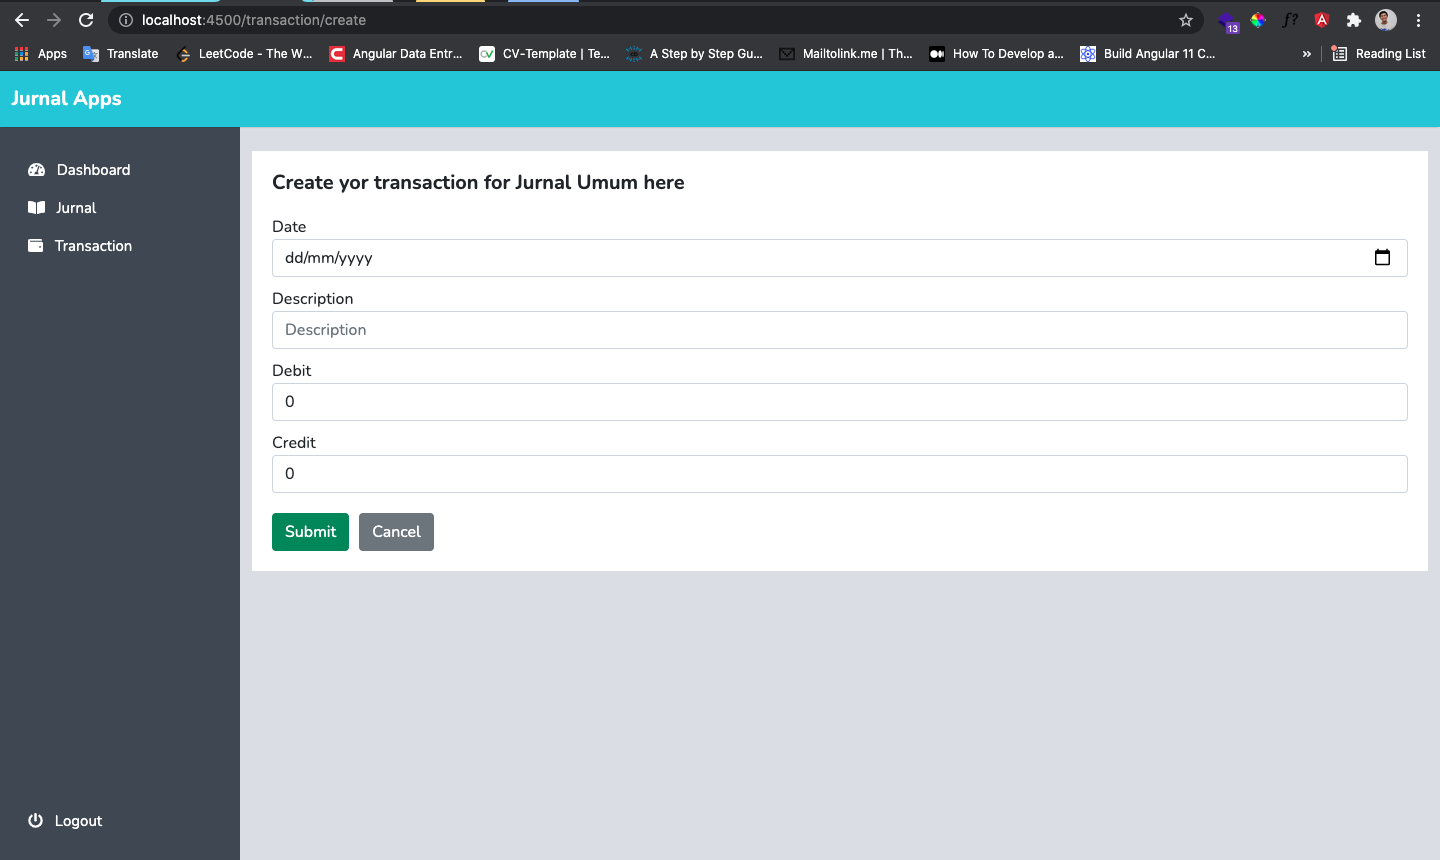 localhost:4500/transaction/create
13
f?
Apps Translate LeetCode - The W... Angular Data Entr... CV-Template | Te... A Step by Step Gu... Mailtolink.me | Th... How To Develop a... Build Angular 11 C... » Reading List
Jurnal Apps
Dashboard
Jurnal
Transaction
Logout
Create yor transaction for Jurnal Umum here
Date
dd/mm/yyyy
Description
Description
Debit
0
Credit
0
Submit Cancel